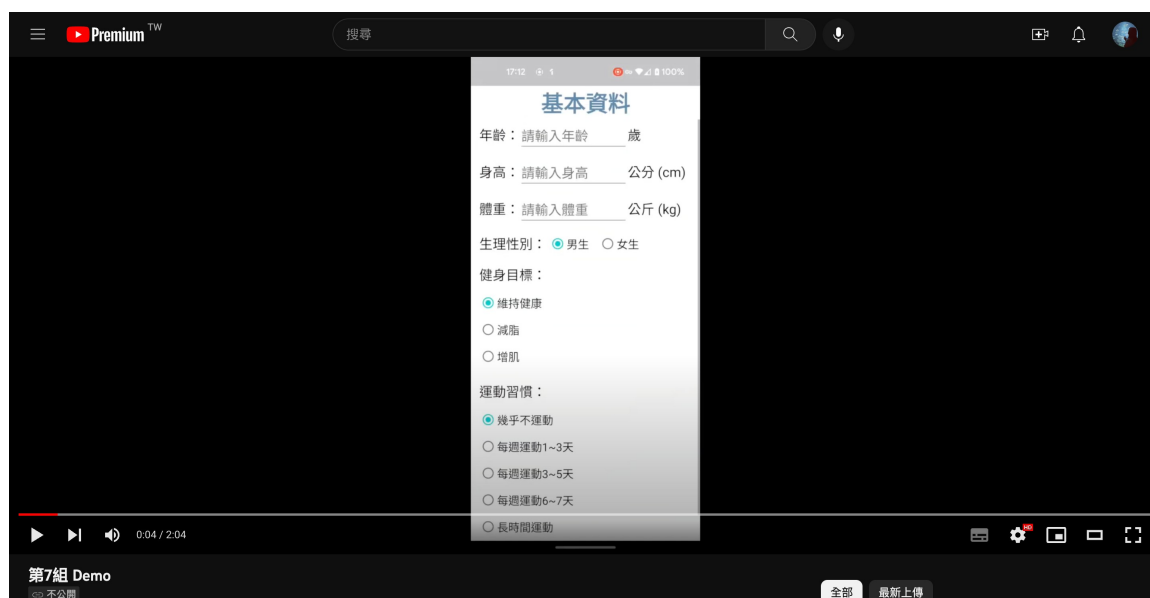 Premium TW
搜尋
17:12 1 100%
基本資料
年齡：請輸入年齡 歲
身高：請輸入身高 公分 (cm)
體重：請輸入體重 公斤 (kg)
生理性別： 男生 女生
健身目標：
維持健康
減脂
增肌
運動習慣：
幾乎不運動
每週運動1~3天
每週運動3~5天
每週運動6~7天
長時間運動
0:04 / 2:04
HD
第7組 Demo
不公開
全部 最新上傳